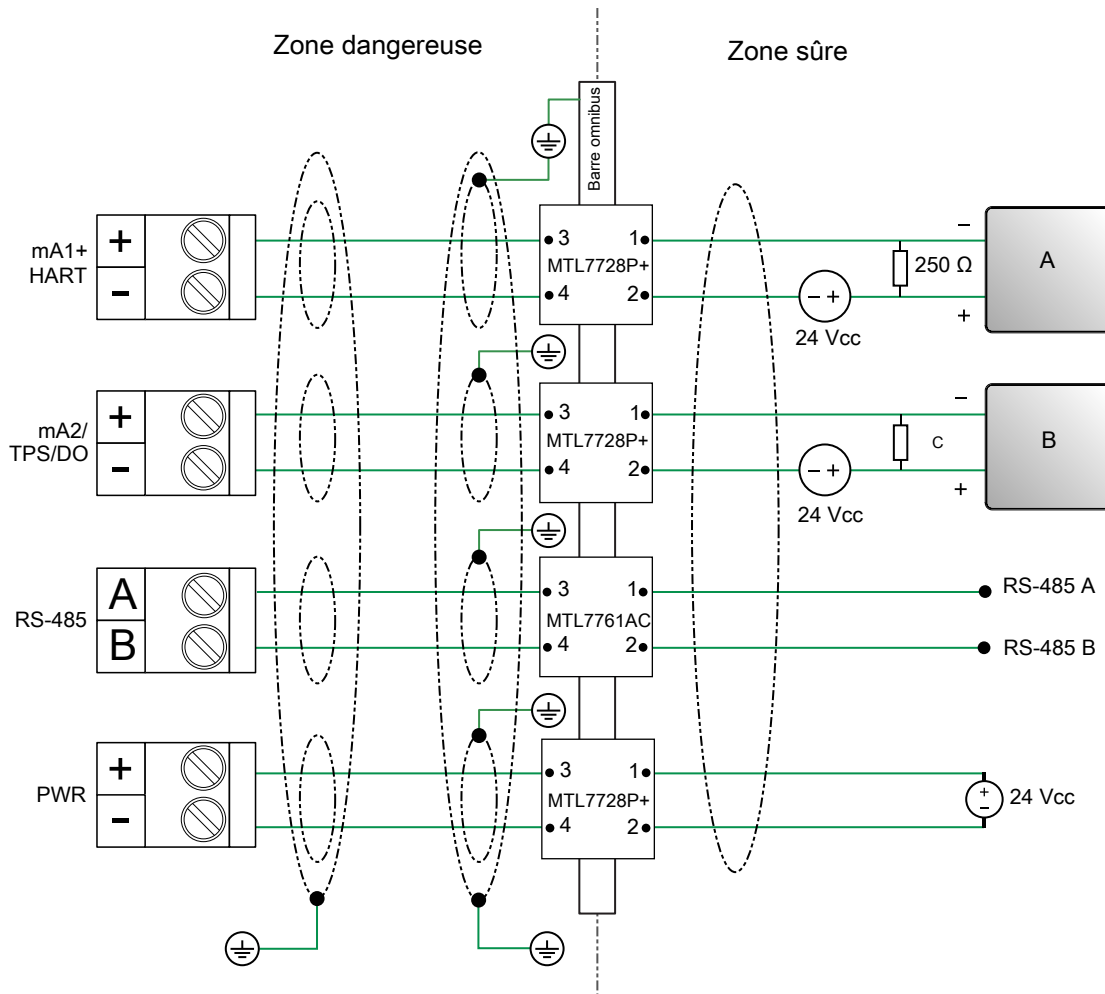 Zone dangereuse
Zone sûre
Barre omnibus
mA1+
HART
+
-
3
1
MTL7728P+
4
2
250 Ω
- +
24 Vcc
–
+
A
mA2/
TPS/DO
+
-
3
1
MTL7728P+
4
2
C
- +
24 Vcc
–
+
B
RS-485
A
B
3
1
MTL7761AC
4
2
RS-485 A
RS-485 B
PWR
+
-
3
1
MTL7728P+
4
2
+
-
24 Vcc